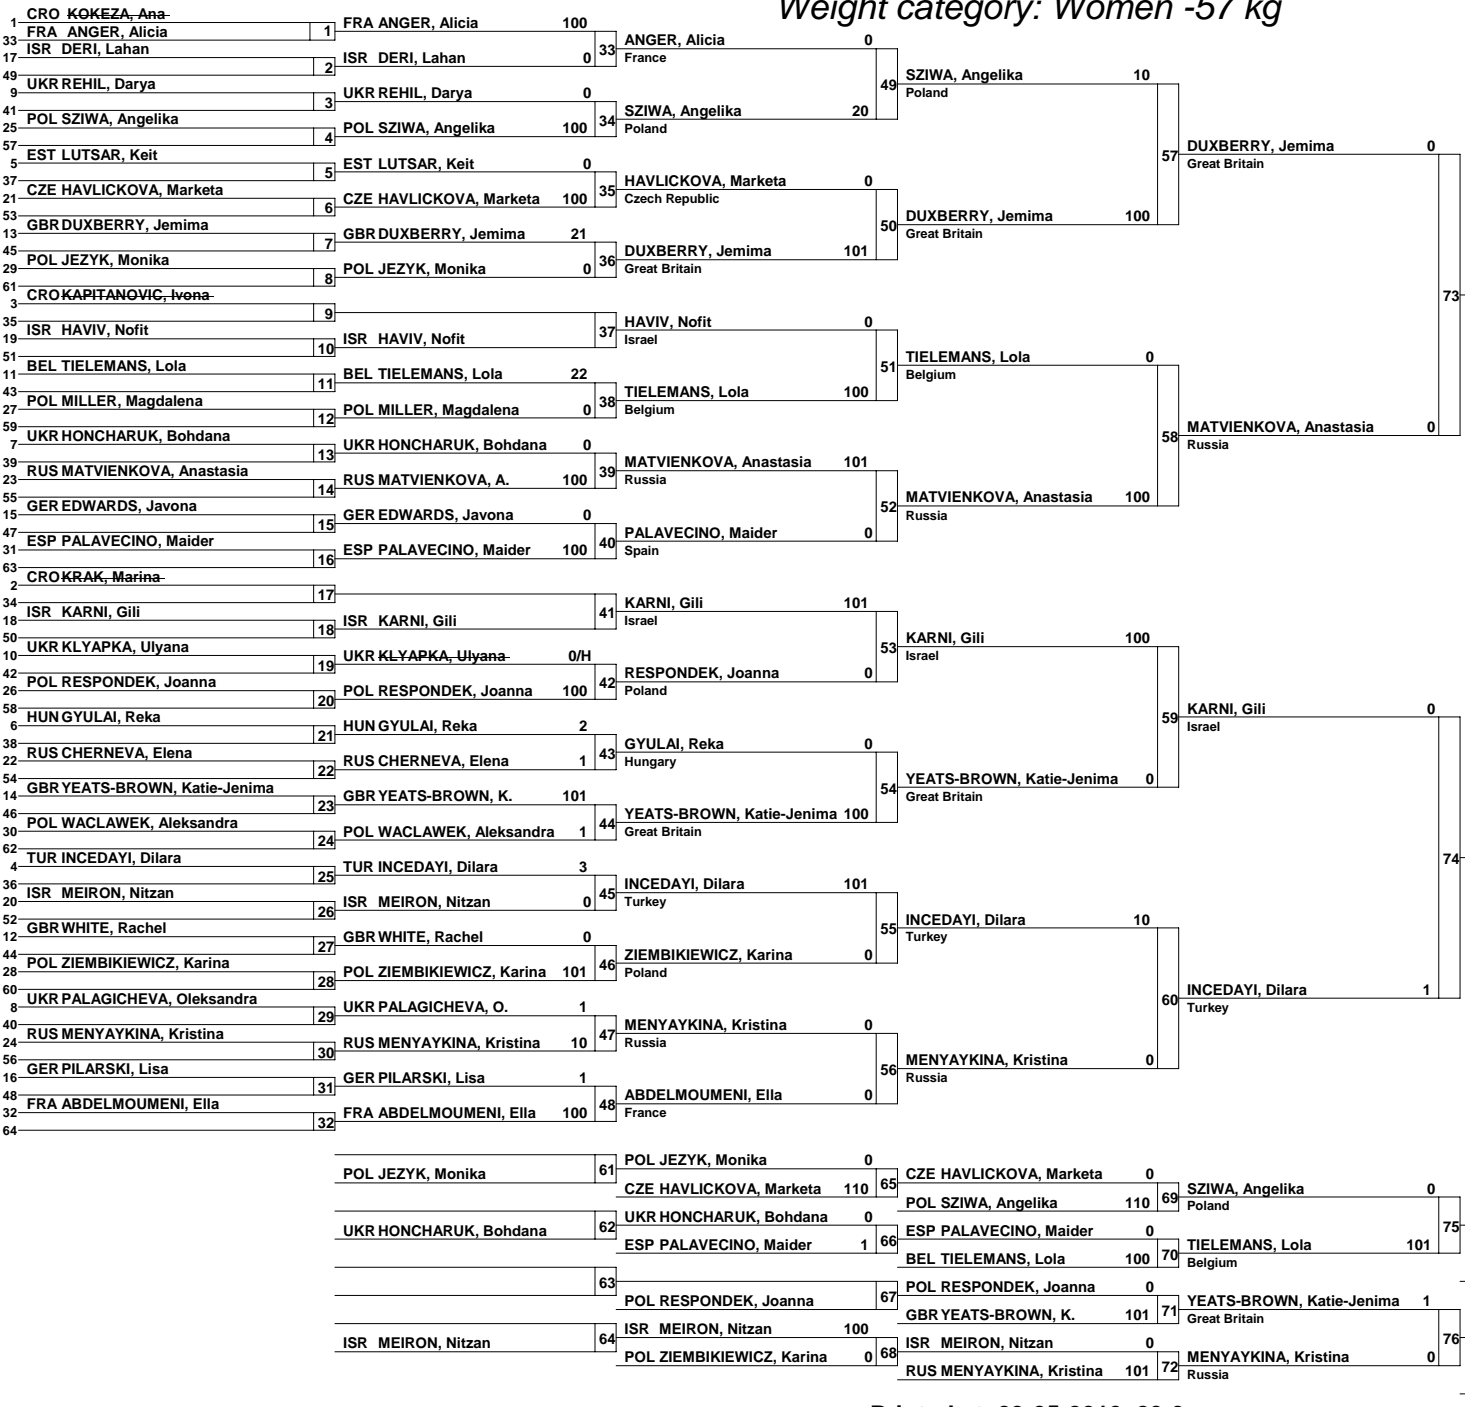 Weight category: Women -57 kg
1 CRO KOKEZA, Ana
33 FRA ANGER, Alicia
1
17 ISR DERI, Lahan
49
2
9 UKR REHIL, Darya
41
3
25 POL SZIWA, Angelika
57
4
5 EST LUTSAR, Keit
37
5
21 CZE HAVLICKOVA, Marketa
53
6
13 GBR DUXBERRY, Jemima
45
7
29 POL JEZYK, Monika
61
8
3 CRO KAPITANOVIC, Ivona
35
9
19 ISR HAVIV, Nofit
51
10
11 BEL TIELEMANS, Lola
43
11
27 POL MILLER, Magdalena
59
12
7 UKR HONCHARUK, Bohdana
39
13
23 RUS MATVIENKOVA, Anastasia
55
14
15 GER EDWARDS, Javona
47
15
31 ESP PALAVECINO, Maider
63
16
2 CRO KRAK, Marina
34
17
18 ISR KARNI, Gili
50
18
10 UKR KLYAPKA, Ulyana
42
19
26 POL RESPONDEK, Joanna
58
20
6 HUN GYULAI, Reka
38
21
22 RUS CHERNEVA, Elena
54
22
14 GBR YEATS-BROWN, Katie-Jenima
46
23
30 POL WACLAWEK, Aleksandra
62
24
4 TUR INCEDAYI, Dilara
36
25
20 ISR MEIRON, Nitzan
52
26
12 GBR WHITE, Rachel
44
27
28 POL ZIEMBIKIEWICZ, Karina
60
28
8 UKR PALAGICHEVA, Oleksandra
40
29
24 RUS MENYAYKINA, Kristina
56
30
16 GER PILARSKI, Lisa
48
31
32 FRA ABDELMOUMENI, Ella
64
32
FRA ANGER, Alicia 100
33
ISR DERI, Lahan 0
UKR REHIL, Darya 0
34
POL SZIWA, Angelika 100
EST LUTSAR, Keit 0
35
CZE HAVLICKOVA, Marketa 100
GBR DUXBERRY, Jemima 21
36
POL JEZYK, Monika 0
37
ISR HAVIV, Nofit
BEL TIELEMANS, Lola 22
38
POL MILLER, Magdalena 0
UKR HONCHARUK, Bohdana 0
39
RUS MATVIENKOVA, A. 100
GER EDWARDS, Javona 0
40
ESP PALAVECINO, Maider 100
41
ISR KARNI, Gili
UKR KLYAPKA, Ulyana 0/H
42
POL RESPONDEK, Joanna 100
HUN GYULAI, Reka 2
43
RUS CHERNEVA, Elena 1
GBR YEATS-BROWN, K. 101
44
POL WACLAWEK, Aleksandra 1
TUR INCEDAYI, Dilara 3
45
ISR MEIRON, Nitzan 0
GBR WHITE, Rachel 0
46
POL ZIEMBIKIEWICZ, Karina 101
UKR PALAGICHEVA, O. 1
47
RUS MENYAYKINA, Kristina 10
GER PILARSKI, Lisa 1
48
FRA ABDELMOUMENI, Ella 100
ANGER, Alicia 0
France
49
SZIWA, Angelika 20
Poland
HAVLICKOVA, Marketa 0
Czech Republic
50
DUXBERRY, Jemima 101
Great Britain
HAVIV, Nofit 0
Israel
51
TIELEMANS, Lola 100
Belgium
MATVIENKOVA, Anastasia 101
Russia
52
PALAVECINO, Maider 0
Spain
KARNI, Gili 101
Israel
53
RESPONDEK, Joanna 0
Poland
GYULAI, Reka 0
Hungary
54
YEATS-BROWN, Katie-Jenima 100
Great Britain
INCEDAYI, Dilara 101
Turkey
55
ZIEMBIKIEWICZ, Karina 0
Poland
MENYAYKINA, Kristina 0
Russia
56
ABDELMOUMENI, Ella 0
France
SZIWA, Angelika 10
Poland
57
DUXBERRY, Jemima 100
Great Britain
TIELEMANS, Lola 0
Belgium
58
MATVIENKOVA, Anastasia 100
Russia
KARNI, Gili 100
Israel
59
YEATS-BROWN, Katie-Jenima 0
Great Britain
INCEDAYI, Dilara 10
Turkey
60
MENYAYKINA, Kristina 0
Russia
DUXBERRY, Jemima 0
Great Britain
73
MATVIENKOVA, Anastasia 0
Russia
KARNI, Gili 0
Israel
74
INCEDAYI, Dilara 1
Turkey
POL JEZYK, Monika
61
UKR HONCHARUK, Bohdana
62
63
ISR MEIRON, Nitzan
64
POL JEZYK, Monika 0
65
CZE HAVLICKOVA, Marketa 110
UKR HONCHARUK, Bohdana 0
66
ESP PALAVECINO, Maider 1
67
POL RESPONDEK, Joanna
ISR MEIRON, Nitzan 100
68
POL ZIEMBIKIEWICZ, Karina 0
CZE HAVLICKOVA, Marketa 0
69
POL SZIWA, Angelika 110
ESP PALAVECINO, Maider 0
70
BEL TIELEMANS, Lola 100
POL RESPONDEK, Joanna 0
71
GBR YEATS-BROWN, K. 101
ISR MEIRON, Nitzan 0
72
RUS MENYAYKINA, Kristina 101
SZIWA, Angelika 0
Poland
75
TIELEMANS, Lola 101
Belgium
YEATS-BROWN, Katie-Jenima 1
Great Britain
76
MENYAYKINA, Kristina 0
Russia